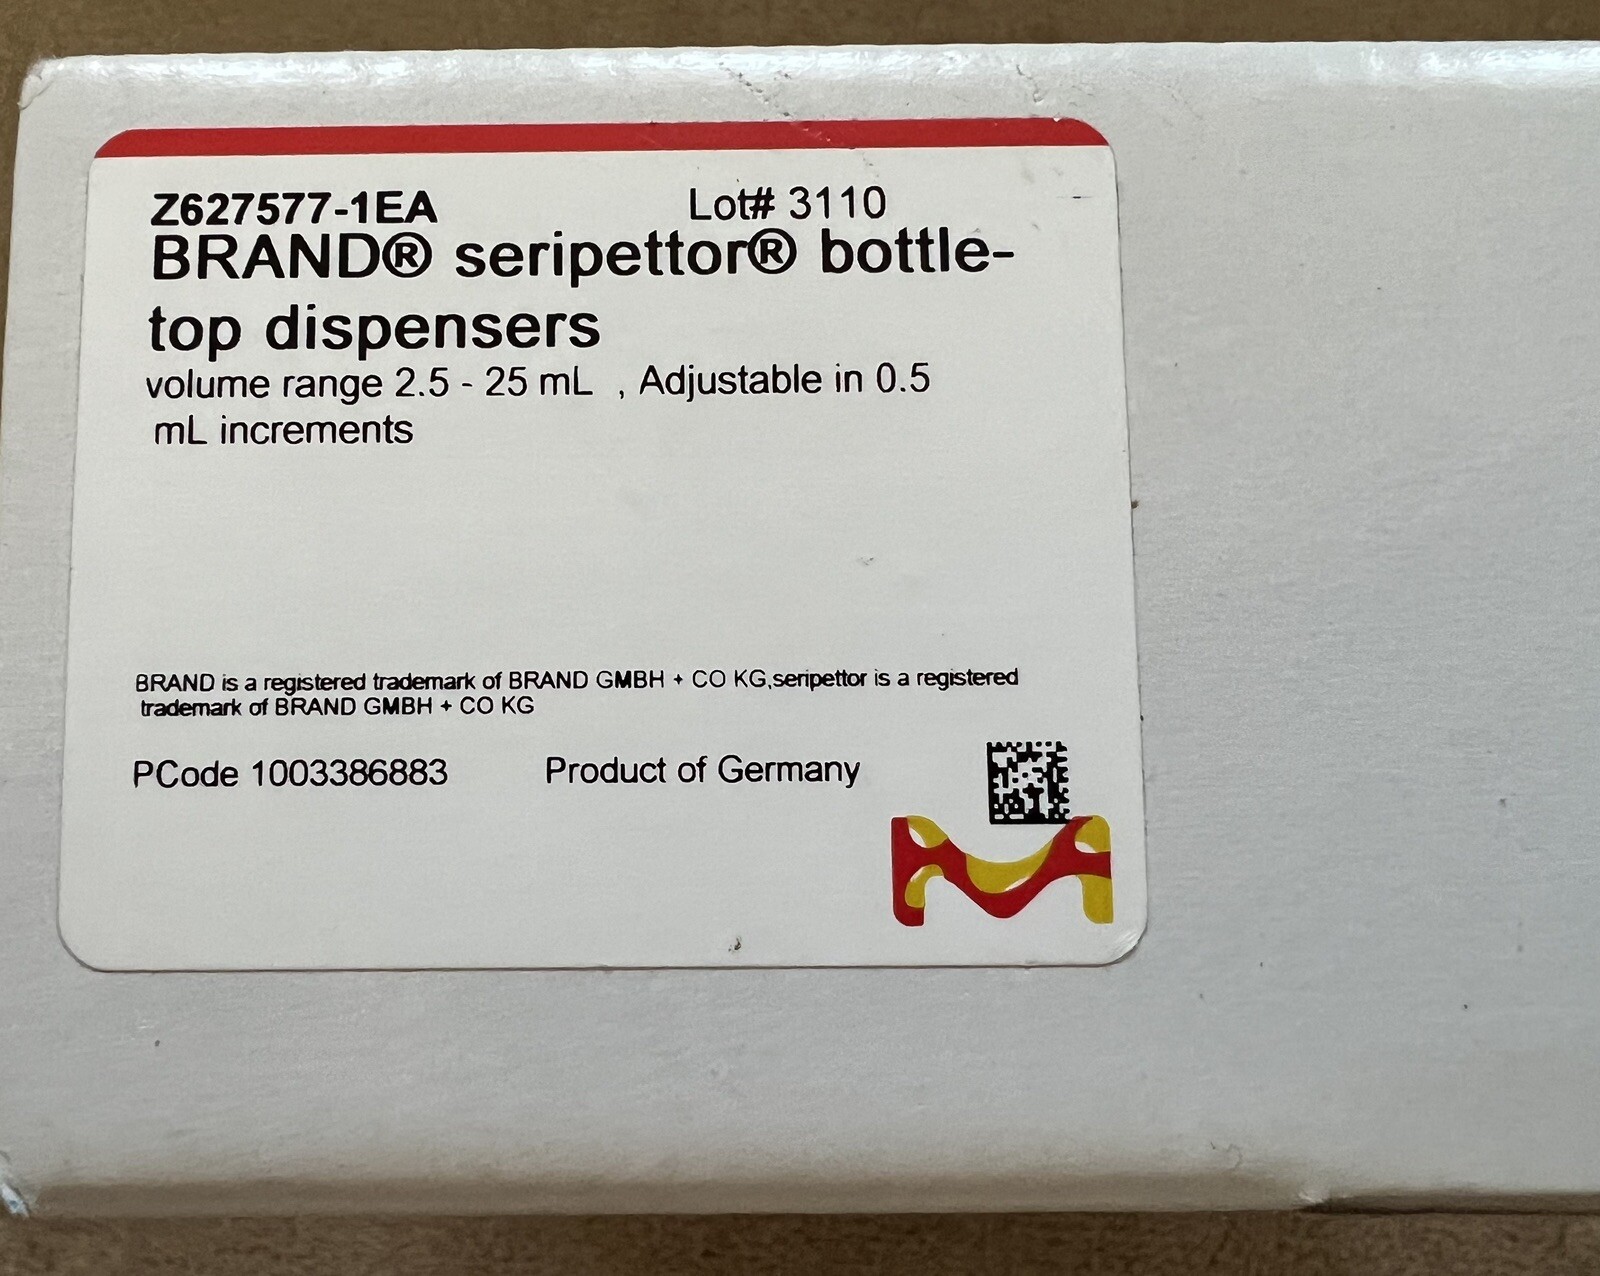 Z627577-1EA Lot# 3110
BRAND® seripettor® bottle-
top dispensers
volume range 2.5 - 25 mL , Adjustable in 0.5
mL increments
BRAND is a registered trademark of BRAND GMBH + CO KG,seripettor is a registered
trademark of BRAND GMBH + CO KG
PCode 1003386883 Product of Germany
M